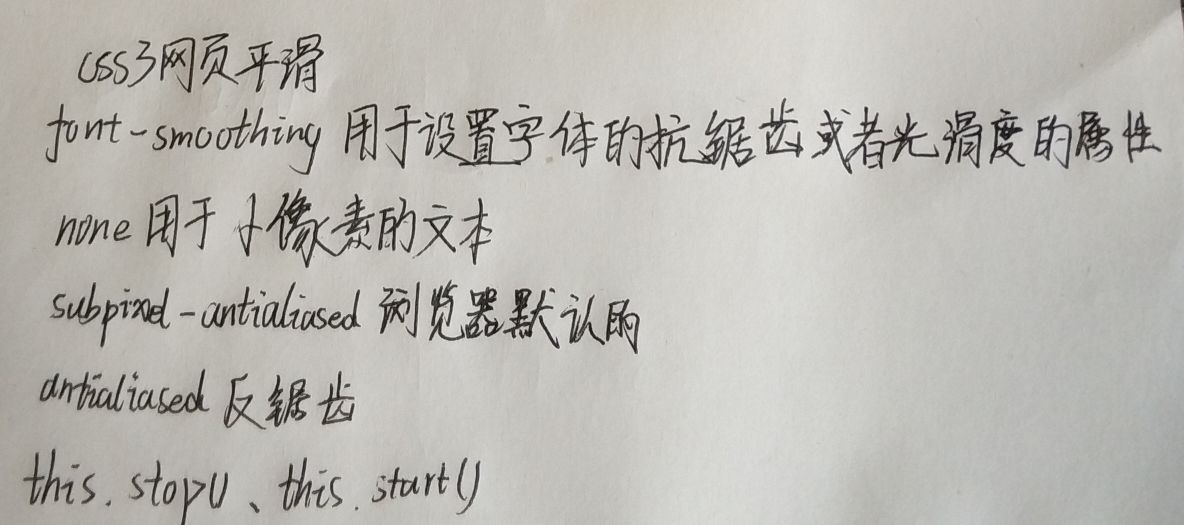 css3网页平滑
font-smoothing 用于设置字体的抗锯齿或者光滑度的属性
none 用于小像素的文本
subpixel-antialiased 浏览器默认的
antialiased 反锯齿
this.stop()、this.start()